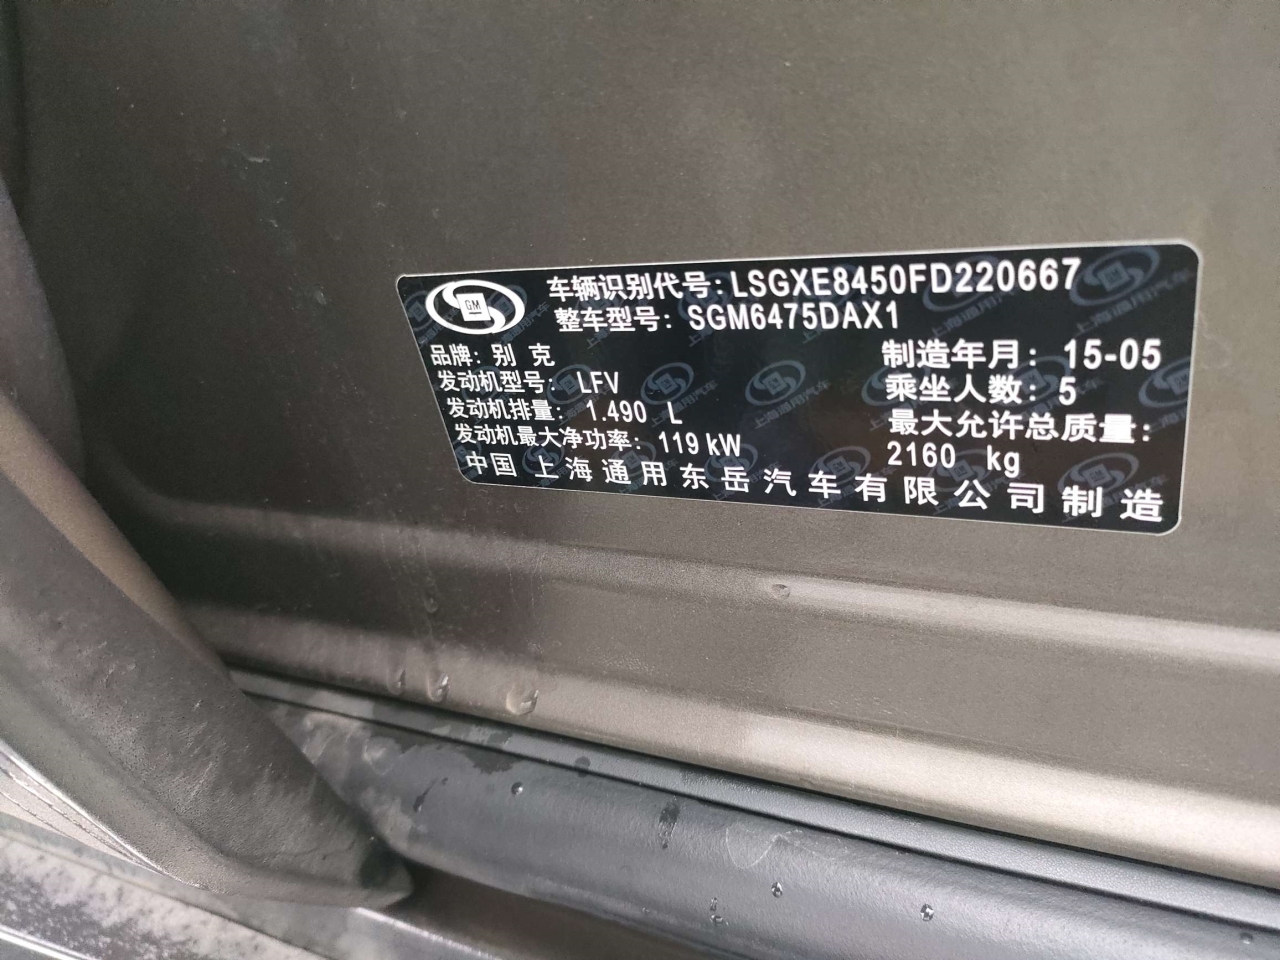 GM
车辆识别代号: LSGXE8450FD220667
整车型号: SGM6475DAX1
品牌: 别克
制造年月: 15-05
发动机型号: LFV
乘坐人数: 5
发动机排量: 1.490 L
最大允许总质量:
2160 kg
发动机最大净功率: 119 kW
中国 上海通用东岳汽车有限公司制造